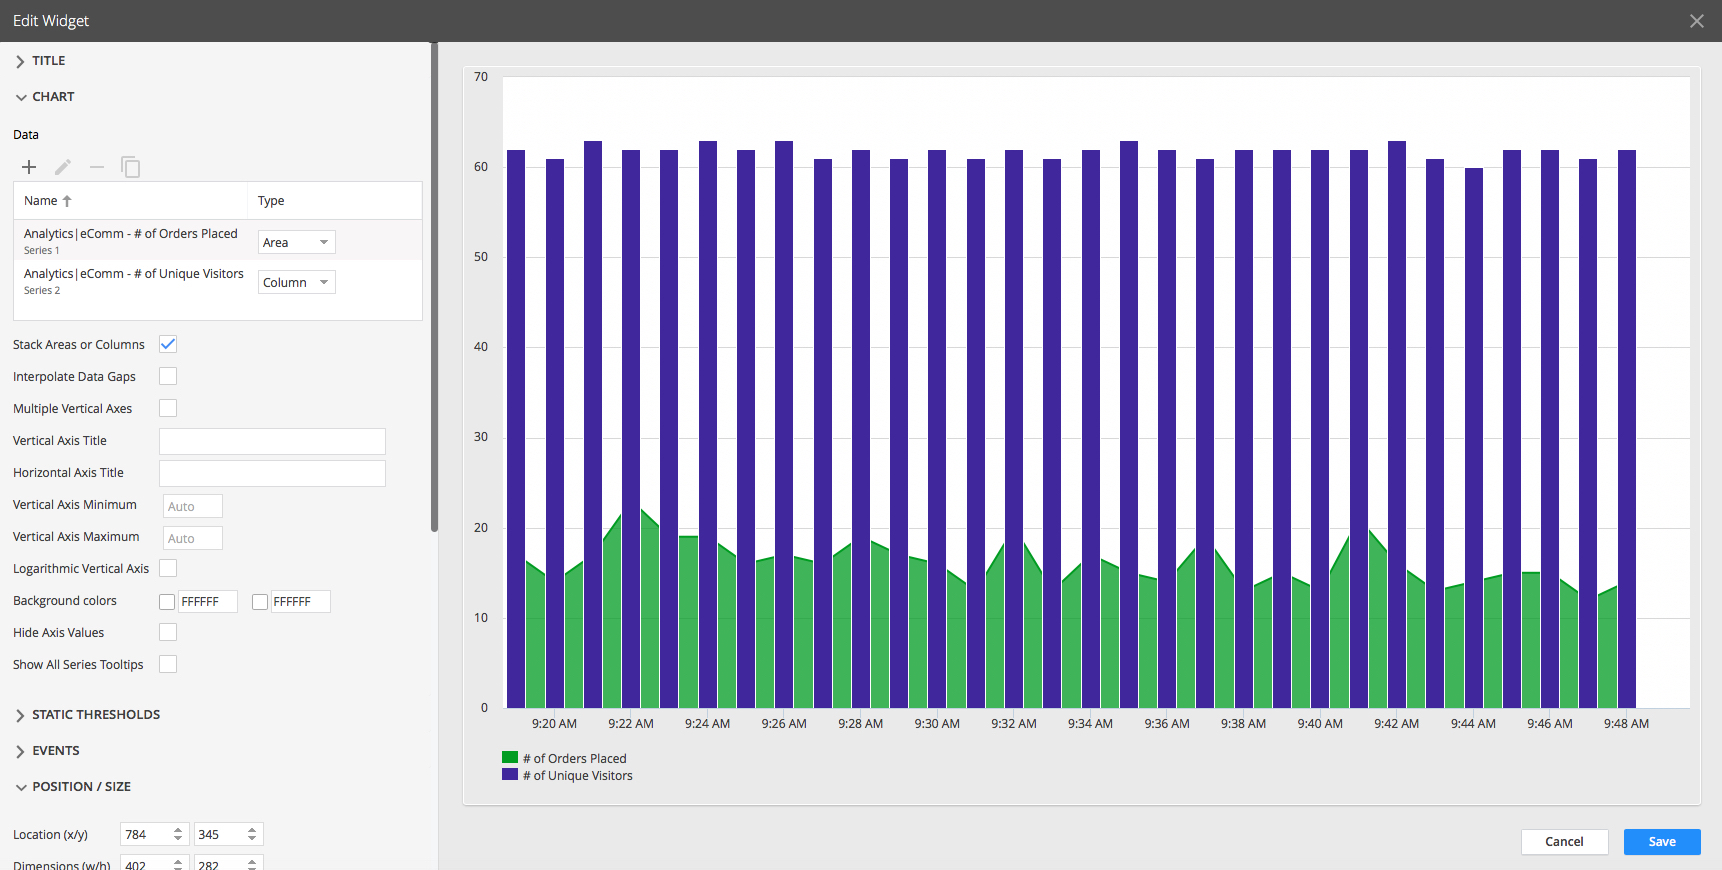 Edit Widget
TITLE
CHART
Data
Name Type
Analytics|eComm - # of Orders Placed
Series 1
Area
Analytics|eComm - # of Unique Visitors
Series 2
Column
Stack Areas or Columns
Interpolate Data Gaps
Multiple Vertical Axes
Vertical Axis Title
Horizontal Axis Title
Vertical Axis Minimum Auto
Vertical Axis Maximum Auto
Logarithmic Vertical Axis
Background colors FFFFFF FFFFFF
Hide Axis Values
Show All Series Tooltips
STATIC THRESHOLDS
EVENTS
POSITION / SIZE
Location (x/y) 784 345
Dimensions (w/h) 402 282
70
60
50
40
30
20
10
0
9:20 AM 9:22 AM 9:24 AM 9:26 AM 9:28 AM 9:30 AM 9:32 AM 9:34 AM 9:36 AM 9:38 AM 9:40 AM 9:42 AM 9:44 AM 9:46 AM 9:48 AM
# of Orders Placed
# of Unique Visitors
Cancel Save